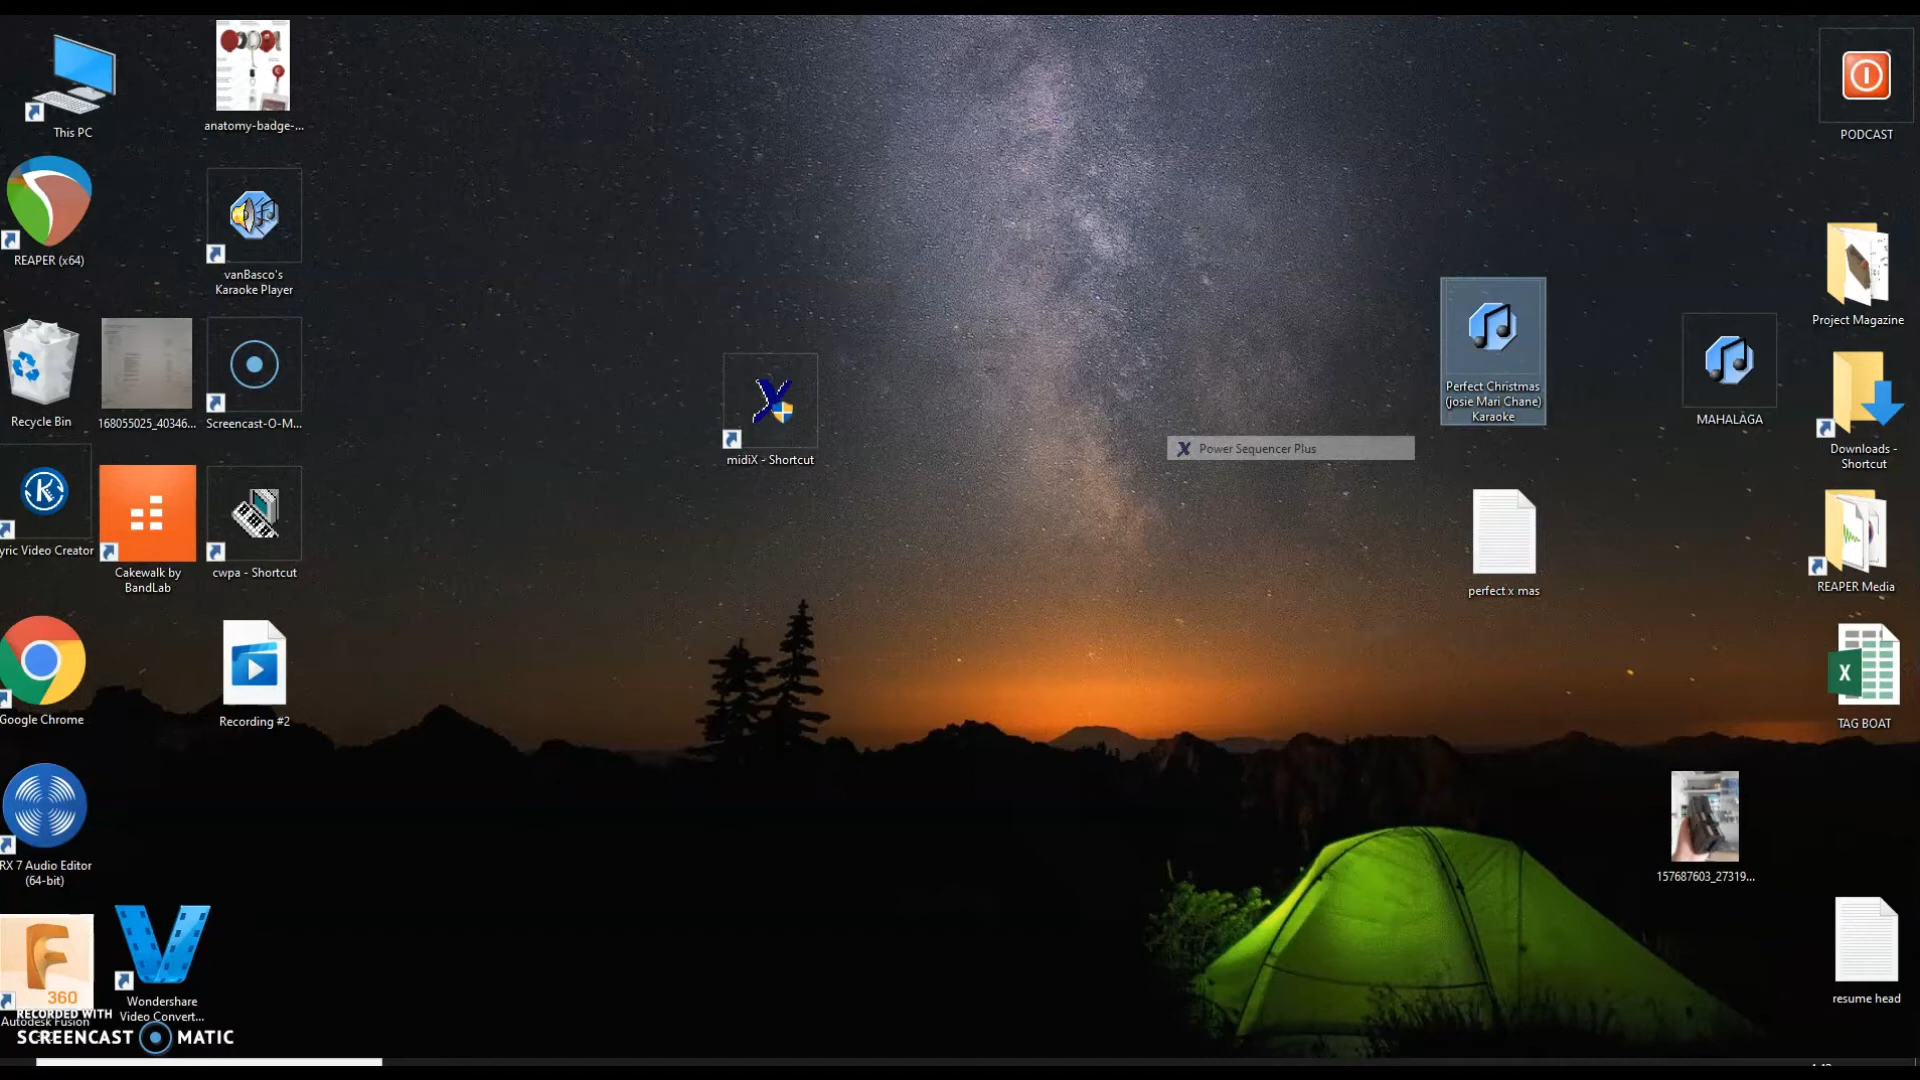 This PC
anatomy-badge-...
REAPER (x64)
vanBasco's
Karaoke Player
Recycle Bin
168055025_40346...
Screencast-O-M...
yric Video Creator
Cakewalk by
BandLab
cwpa - Shortcut
Google Chrome
Recording #2
RX 7 Audio Editor
(64-bit)
360
Autodesk Fusion
Wondershare
Video Convert...
RECORDED WITH
SCREENCAST MATIC
midiX - Shortcut
Power Sequencer Plus
Perfect Christmas
(josie Mari Chane)
Karaoke
perfect x mas
MAHALAGA
157687603_27319...
PODCAST
Project Magazine
Downloads -
Shortcut
REAPER Media
TAG BOAT
resume head